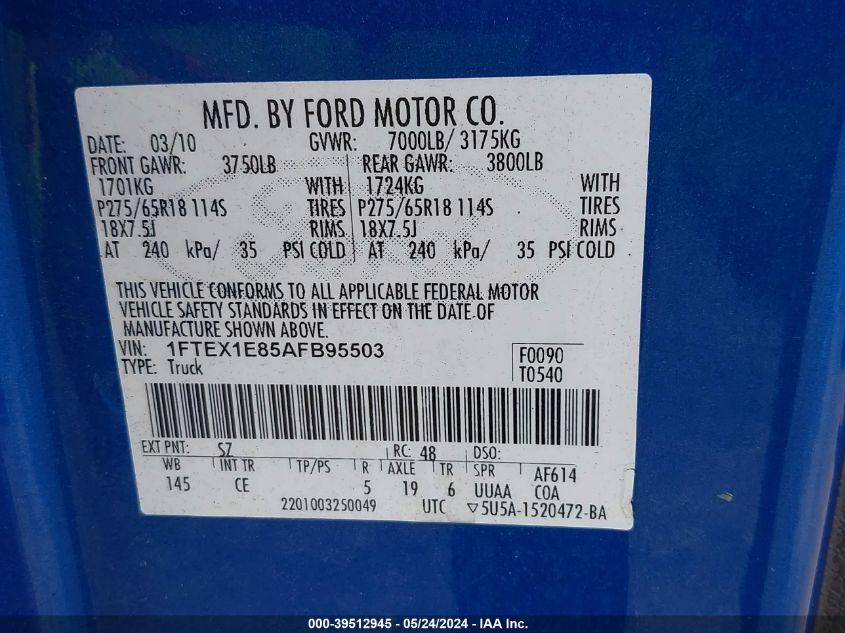 MFD. BY FORD MOTOR CO.
DATE: 03/10 GVWR: 7000LB/ 3175KG
FRONT GAWR: 3750LB REAR GAWR: 3800LB
1701KG WITH 1724KG WITH
P275/65R18 114S TIRES P275/65R18 114S TIRES
18X7.5J RIMS 18X7.5J RIMS
AT 240 kPa/ 35 PSI COLD AT 240 kPa/ 35 PSI COLD
THIS VEHICLE CONFORMS TO ALL APPLICABLE FEDERAL MOTOR
VEHICLE SAFETY STANDARDS IN EFFECT ON THE DATE OF
MANUFACTURE SHOWN ABOVE.
VIN: 1FTEX1E85AFB95503 F0090
TYPE: Truck T0540
EXT PNT: SZ RC: 48 DSO:
WB INT TR TP/PS R AXLE TR SPR AF614
145 CE 5 19 6 UUAA COA
2201003250049 UTC ▽5U5A-1520472-BA
000-39512945 - 05/24/2024 - IAAI.com